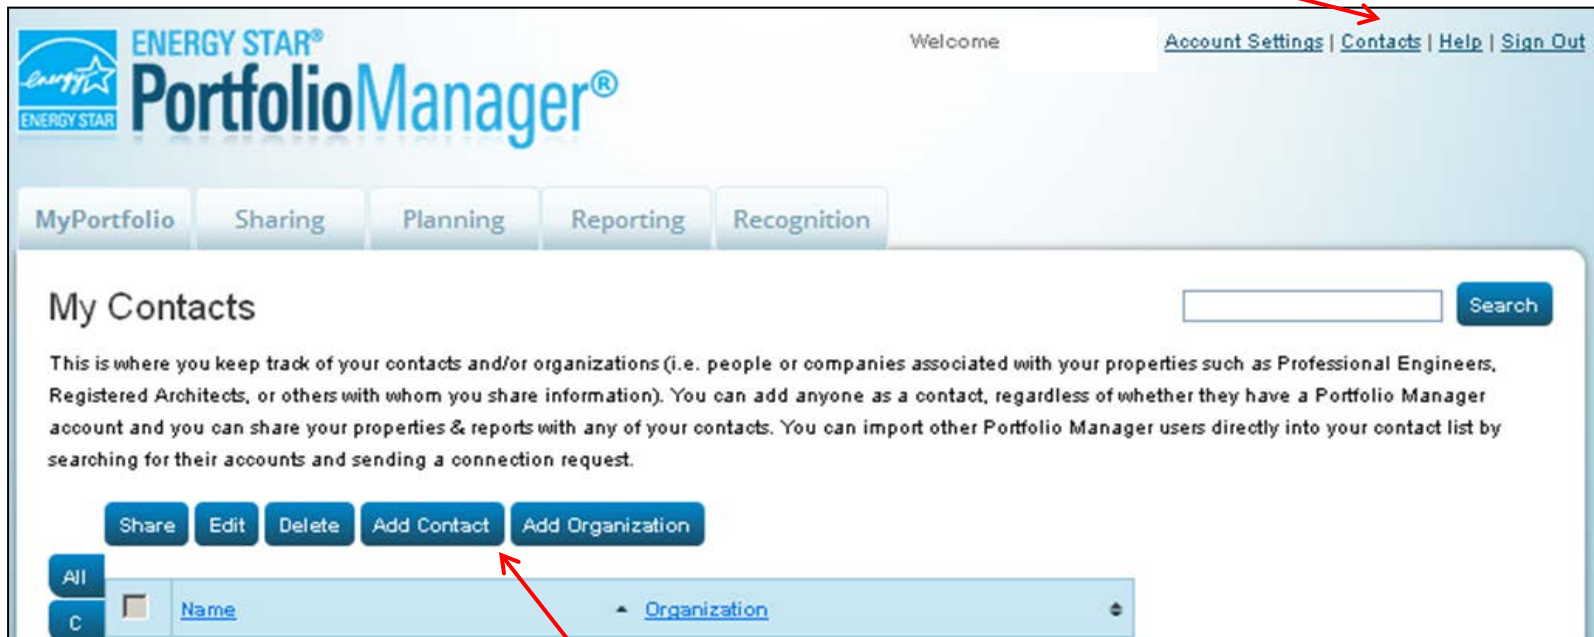 ENERGY STAR®
PortfolioManager®
energy
ENERGY STAR
Welcome
Account Settings | Contacts | Help | Sign Out
MyPortfolio Sharing Planning Reporting Recognition
My Contacts
Search
This is where you keep track of your contacts and/or organizations (i.e. people or companies associated with your properties such as Professional Engineers,
Registered Architects, or others with whom you share information). You can add anyone as a contact, regardless of whether they have a Portfolio Manager
account and you can share your properties & reports with any of your contacts. You can import other Portfolio Manager users directly into your contact list by
searching for their accounts and sending a connection request.
Share Edit Delete Add Contact Add Organization
All
C
Name Organization